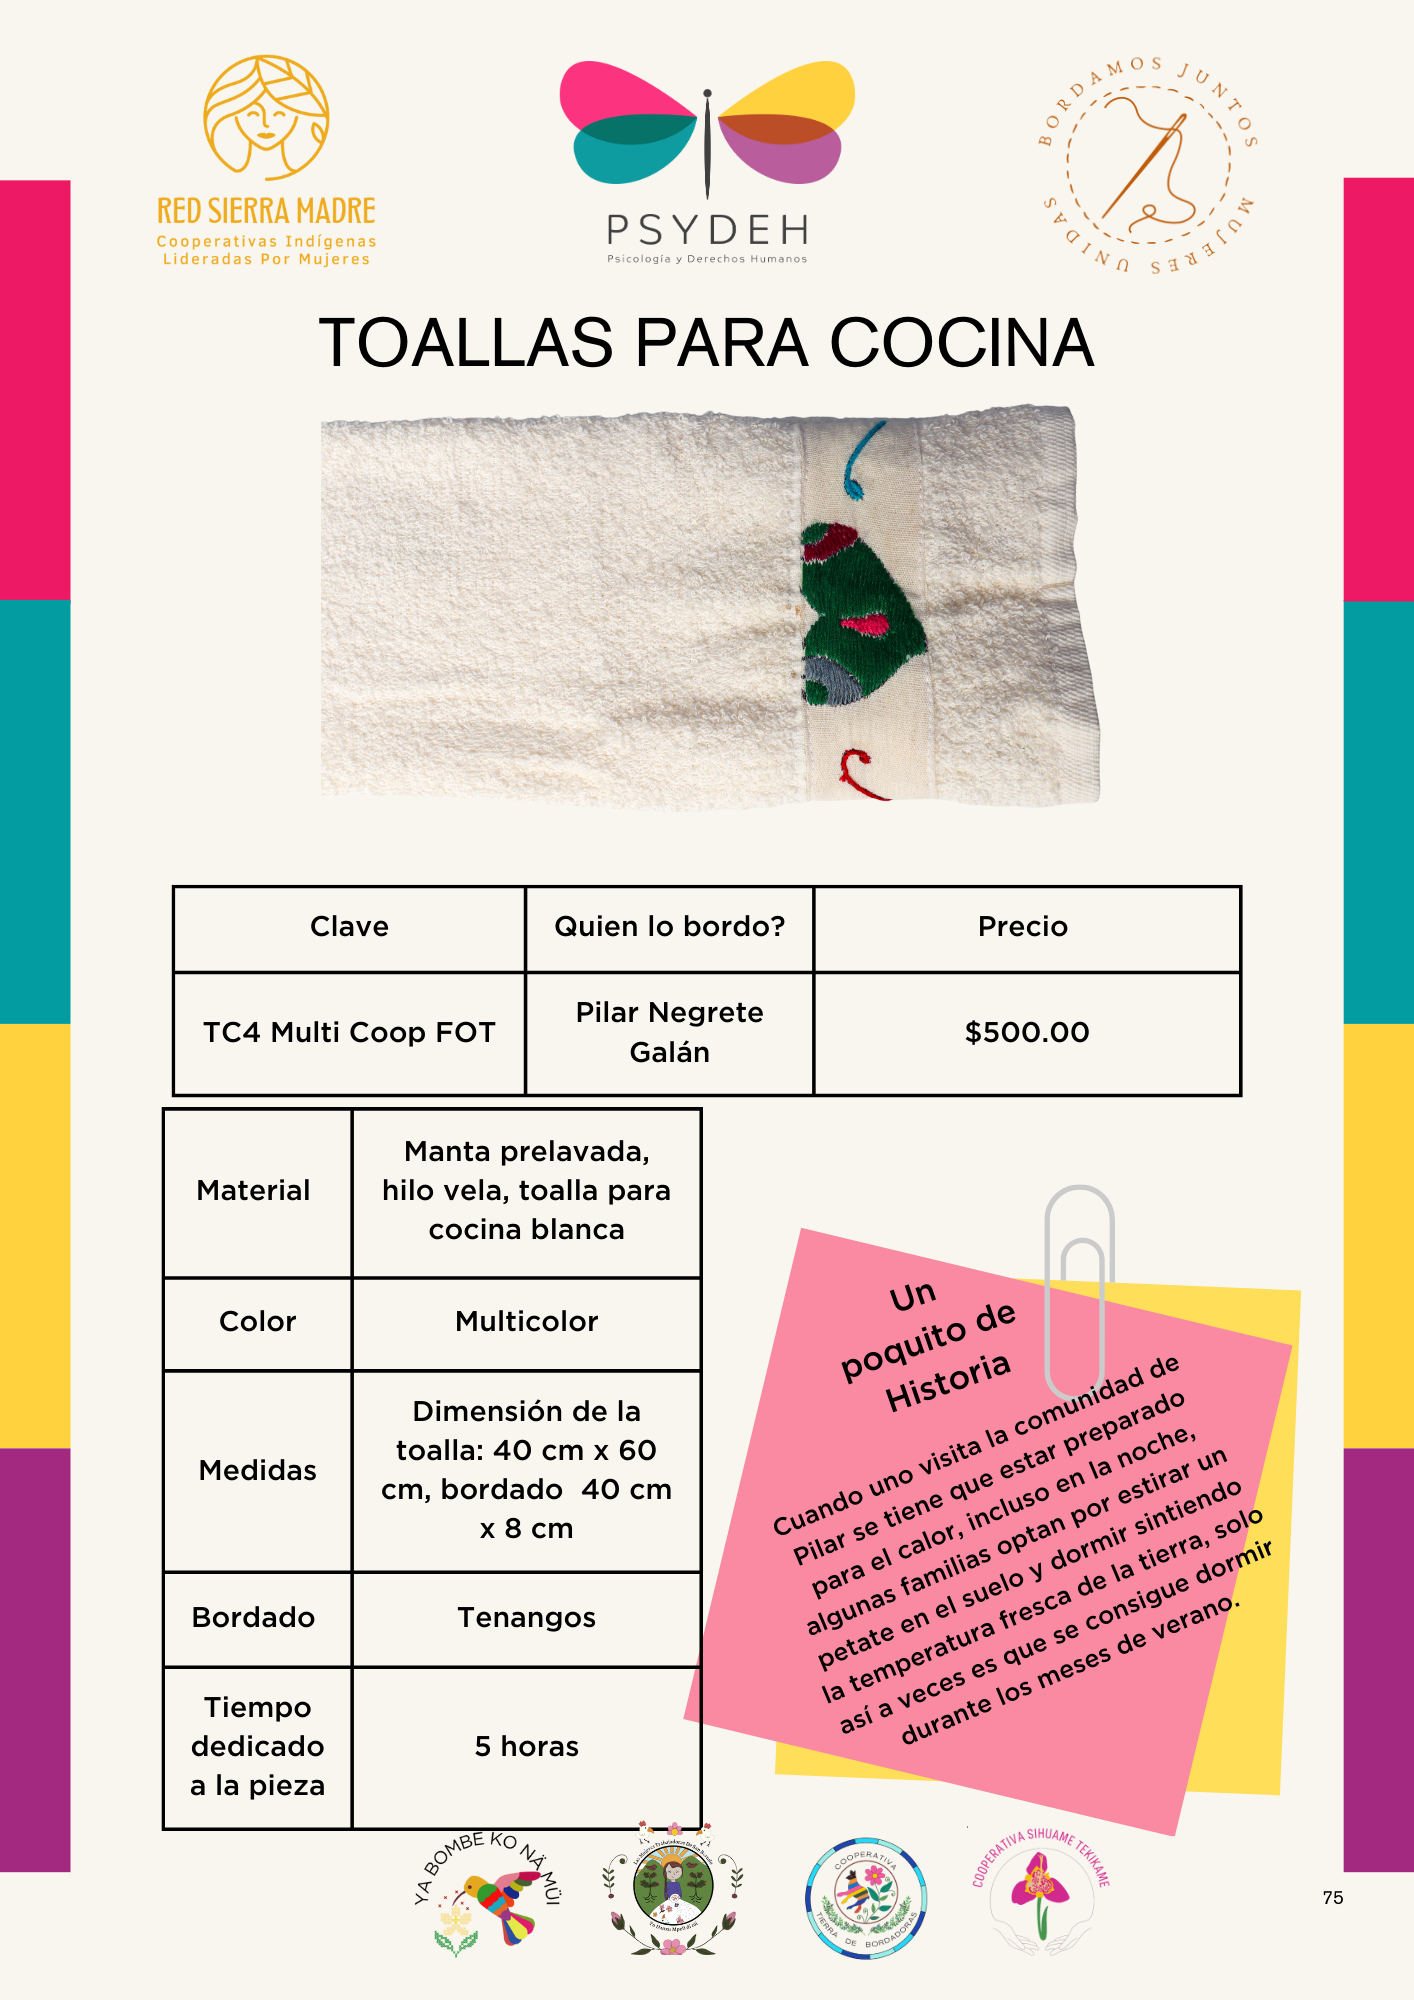 RED SIERRA MADRE
Cooperativas Indígenas
Lideradas Por Mujeres
PSYDEH
Psicología y Derechos Humanos
BORDAMOS JUNTOS
MUJERES UNIDAS
TOALLAS PARA COCINA
Clave
Quien lo bordo?
Precio
TC4 Multi Coop FOT
Pilar Negrete
Galán
$500.00
Material
Manta prelavada,
hilo vela, toalla para
cocina blanca
Color
Multicolor
Medidas
Dimensión de la
toalla: 40 cm x 60
cm, bordado  40 cm
x 8 cm
Bordado
Tenangos
Tiempo
dedicado
a la pieza
5 horas
Un
poquito de
Historia
Cuando uno visita la comunidad de
Pilar se tiene que estar preparado
para el calor, incluso en la noche,
algunas familias optan por estirar un
petate en el suelo y dormir sintiendo
la temperatura fresca de la tierra, solo
así a veces es que se consigue dormir
durante los meses de verano.
YA BOMBE KO NÄ MÜI
COOPERATIVA
TIERRA DE BORDADORAS
COOPERATIVA SIHUAME TEKIKAME
75